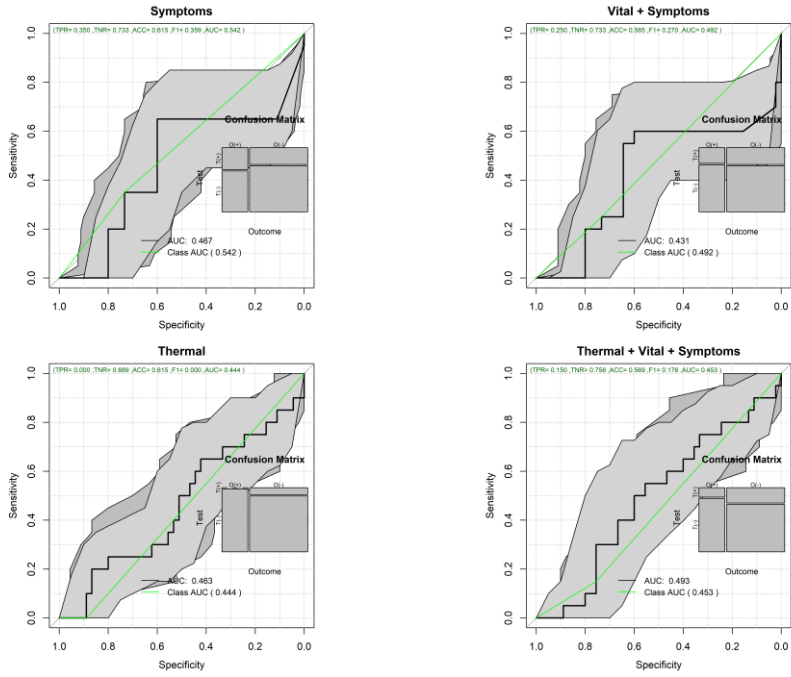 Symptoms
(TPR= 0.350 ,TNR= 0.733 ,ACC= 0.615 ,F1= 0.359 ,AUC= 0.542 )
Sensitivity
0.0 0.2 0.4 0.6 0.8 1.0
Confusion Matrix
O(+) O(-)
T(+)
T(-)
Test
Outcome
AUC: 0.467
Class AUC ( 0.542 )
1.0 0.8 0.6 0.4 0.2 0.0
Specificity
Vital + Symptoms
(TPR= 0.250 ,TNR= 0.733 ,ACC= 0.585 ,F1= 0.270 ,AUC= 0.492 )
Sensitivity
0.0 0.2 0.4 0.6 0.8 1.0
Confusion Matrix
O(+) O(-)
T(+)
T(-)
Test
Outcome
AUC: 0.431
Class AUC ( 0.492 )
1.0 0.8 0.6 0.4 0.2 0.0
Specificity
Thermal
(TPR= 0.000 ,TNR= 0.889 ,ACC= 0.615 ,F1= 0.000 ,AUC= 0.444 )
Sensitivity
0.0 0.2 0.4 0.6 0.8 1.0
Confusion Matrix
O(+) O(-)
T(+)
T(-)
Test
Outcome
AUC: 0.463
Class AUC ( 0.444 )
1.0 0.8 0.6 0.4 0.2 0.0
Specificity
Thermal + Vital + Symptoms
(TPR= 0.150 ,TNR= 0.756 ,ACC= 0.569 ,F1= 0.176 ,AUC= 0.453 )
Sensitivity
0.0 0.2 0.4 0.6 0.8 1.0
Confusion Matrix
O(+) O(-)
T(+)
T(-)
Test
Outcome
AUC: 0.493
Class AUC ( 0.453 )
1.0 0.8 0.6 0.4 0.2 0.0
Specificity